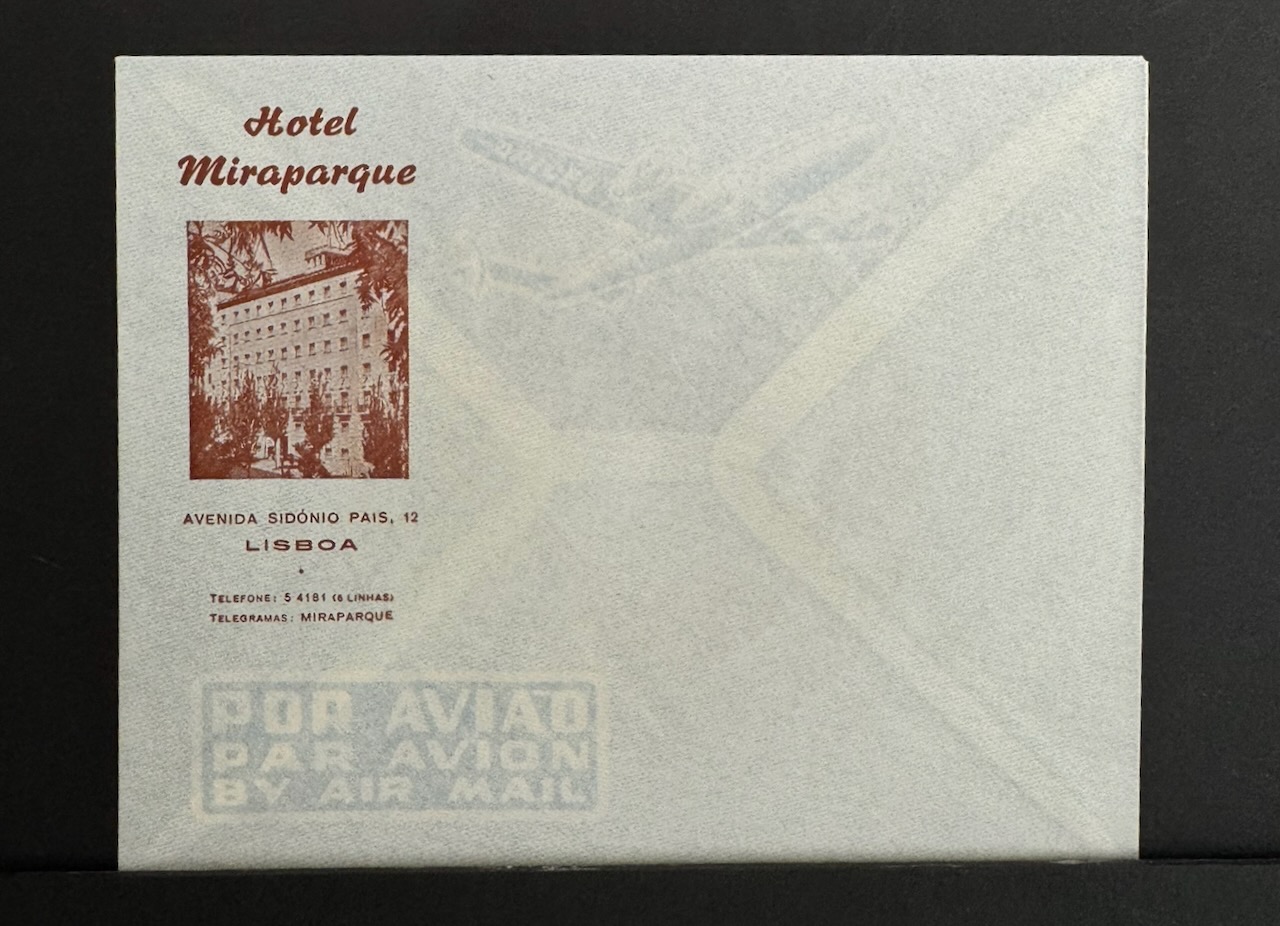 Hotel
Miraparque
AVENIDA SIDÓNIO PAIS, 12
LISBOA
TELEFONE: 5 4181 (6 LINHAS)
TELEGRAMAS: MIRAPARQUE
POR AVIAO
PAR AVION
BY AIR MAIL